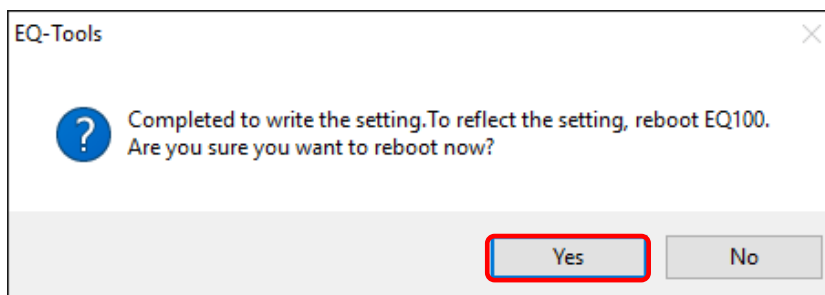 EQ-Tools
Completed to write the setting.To reflect the setting, reboot EQ100.
Are you sure you want to reboot now?
Yes
No